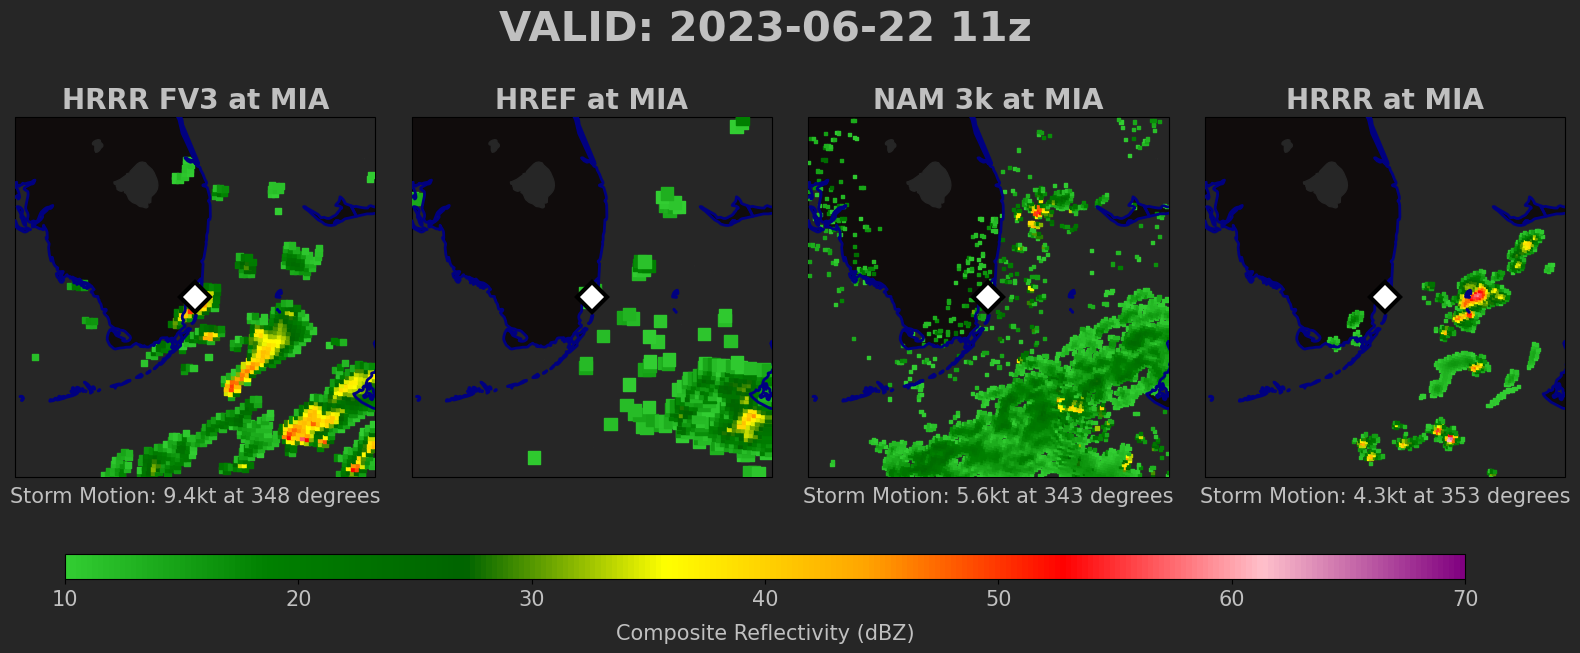 VALID: 2023-06-22 11z
HRRR FV3 at MIA
HREF at MIA
NAM 3k at MIA
HRRR at MIA
Storm Motion: 9.4kt at 348 degrees
Storm Motion: 5.6kt at 343 degrees
Storm Motion: 4.3kt at 353 degrees
10 20 30 40 50 60 70
Composite Reflectivity (dBZ)